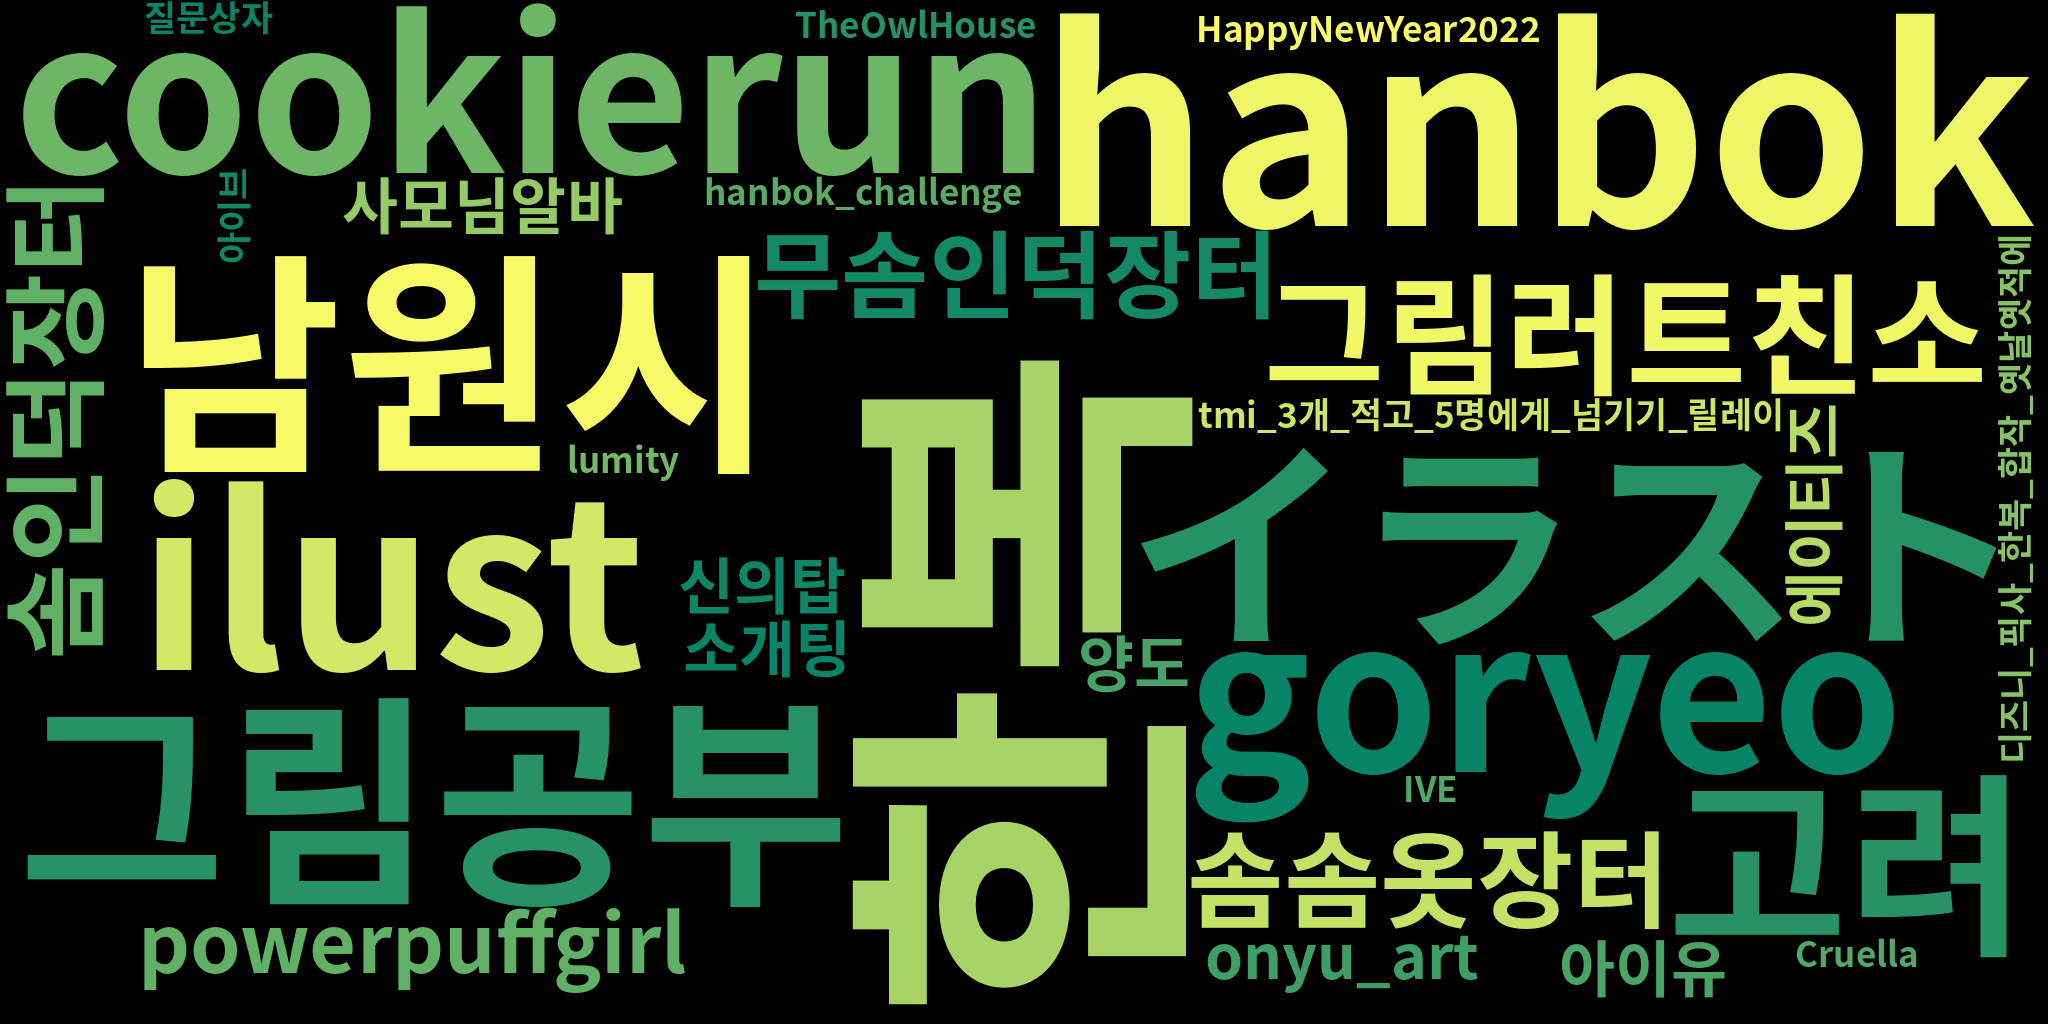 질문상자
cookierun
TheOwlHouse
HappyNewYear2022
hanbok
아이브
사모님알바
hanbok_challenge
솜인덕장터
남원시
무솜인덕장터
그림러트친소
디즈니_픽사_한복_합작_옛날옛적에
tmi_3개_적고_5명에게_넘기기_릴레이
lumity
ilust
한복
イラスト
에이티즈
신의탑
소개팅
양도
goryeo
그림공부
IVE
고려
솜솜옷장터
powerpuffgirl
onyu_art
아이유
Cruella